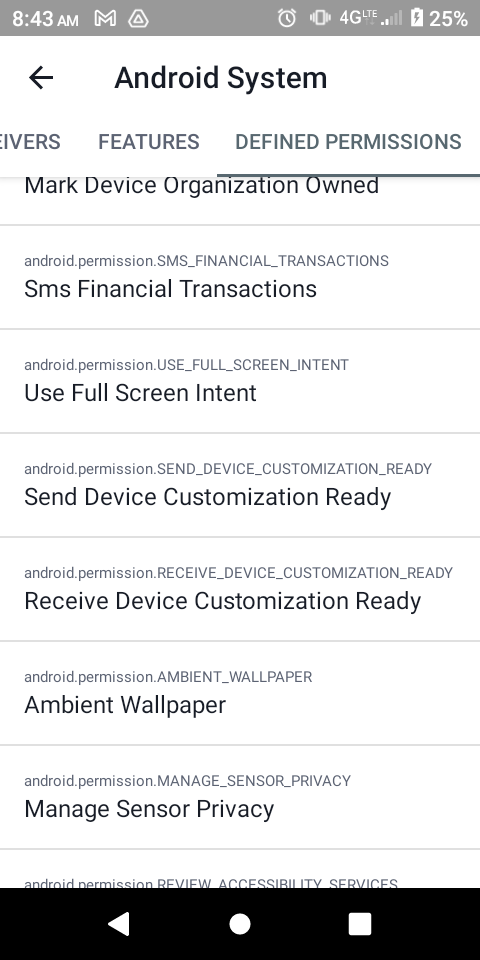 8:43 AM 4G LTE 25%
Android System
EIVERS FEATURES DEFINED PERMISSIONS
Mark Device Organization Owned
android.permission.SMS_FINANCIAL_TRANSACTIONS
Sms Financial Transactions
android.permission.USE_FULL_SCREEN_INTENT
Use Full Screen Intent
android.permission.SEND_DEVICE_CUSTOMIZATION_READY
Send Device Customization Ready
android.permission.RECEIVE_DEVICE_CUSTOMIZATION_READY
Receive Device Customization Ready
android.permission.AMBIENT_WALLPAPER
Ambient Wallpaper
android.permission.MANAGE_SENSOR_PRIVACY
Manage Sensor Privacy
android.permission.REVIEW_ACCESSIBILITY_SERVICES